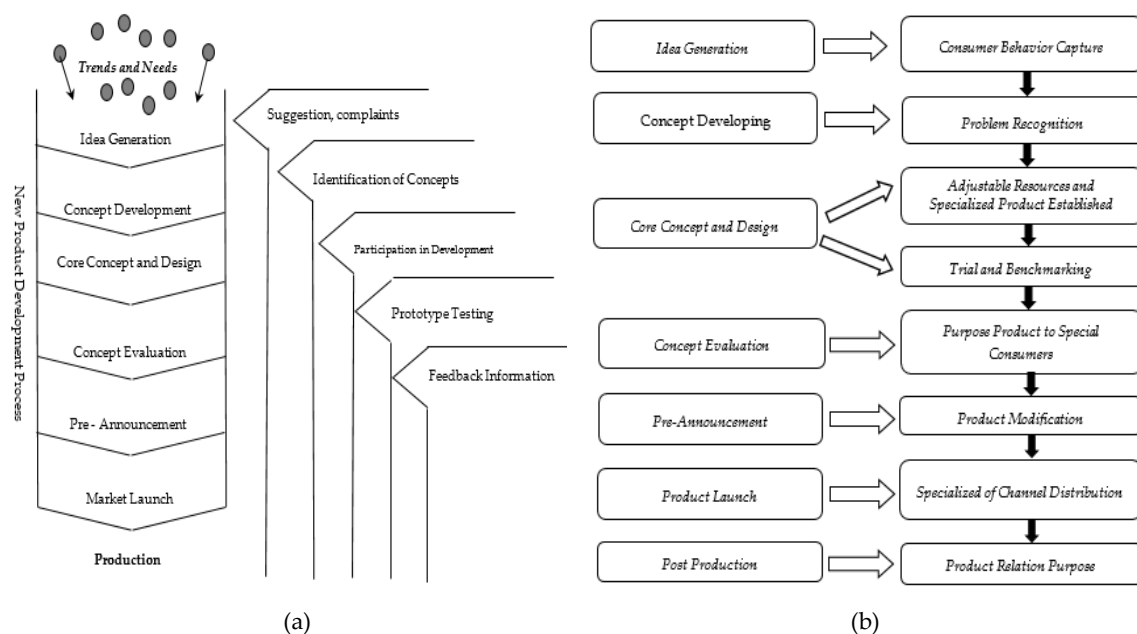 Trends and Needs
Idea Generation
Concept Development
Core Concept and Design
Concept Evaluation
Pre - Announcement
Market Launch
Production
New Product Development Process
Suggestion, complaints
Identification of Concepts
Participation in Development
Prototype Testing
Feedback Information
(a)
Idea Generation
Consumer Behavior Capture
Concept Developing
Problem Recognition
Core Concept and Design
Adjustable Resources and
Specialized Product Established
Trial and Benchmarking
Concept Evaluation
Purpose Product to Special
Consumers
Pre-Announcement
Product Modification
Product Launch
Specialized of Channel Distribution
Post Production
Product Relation Purpose
(b)